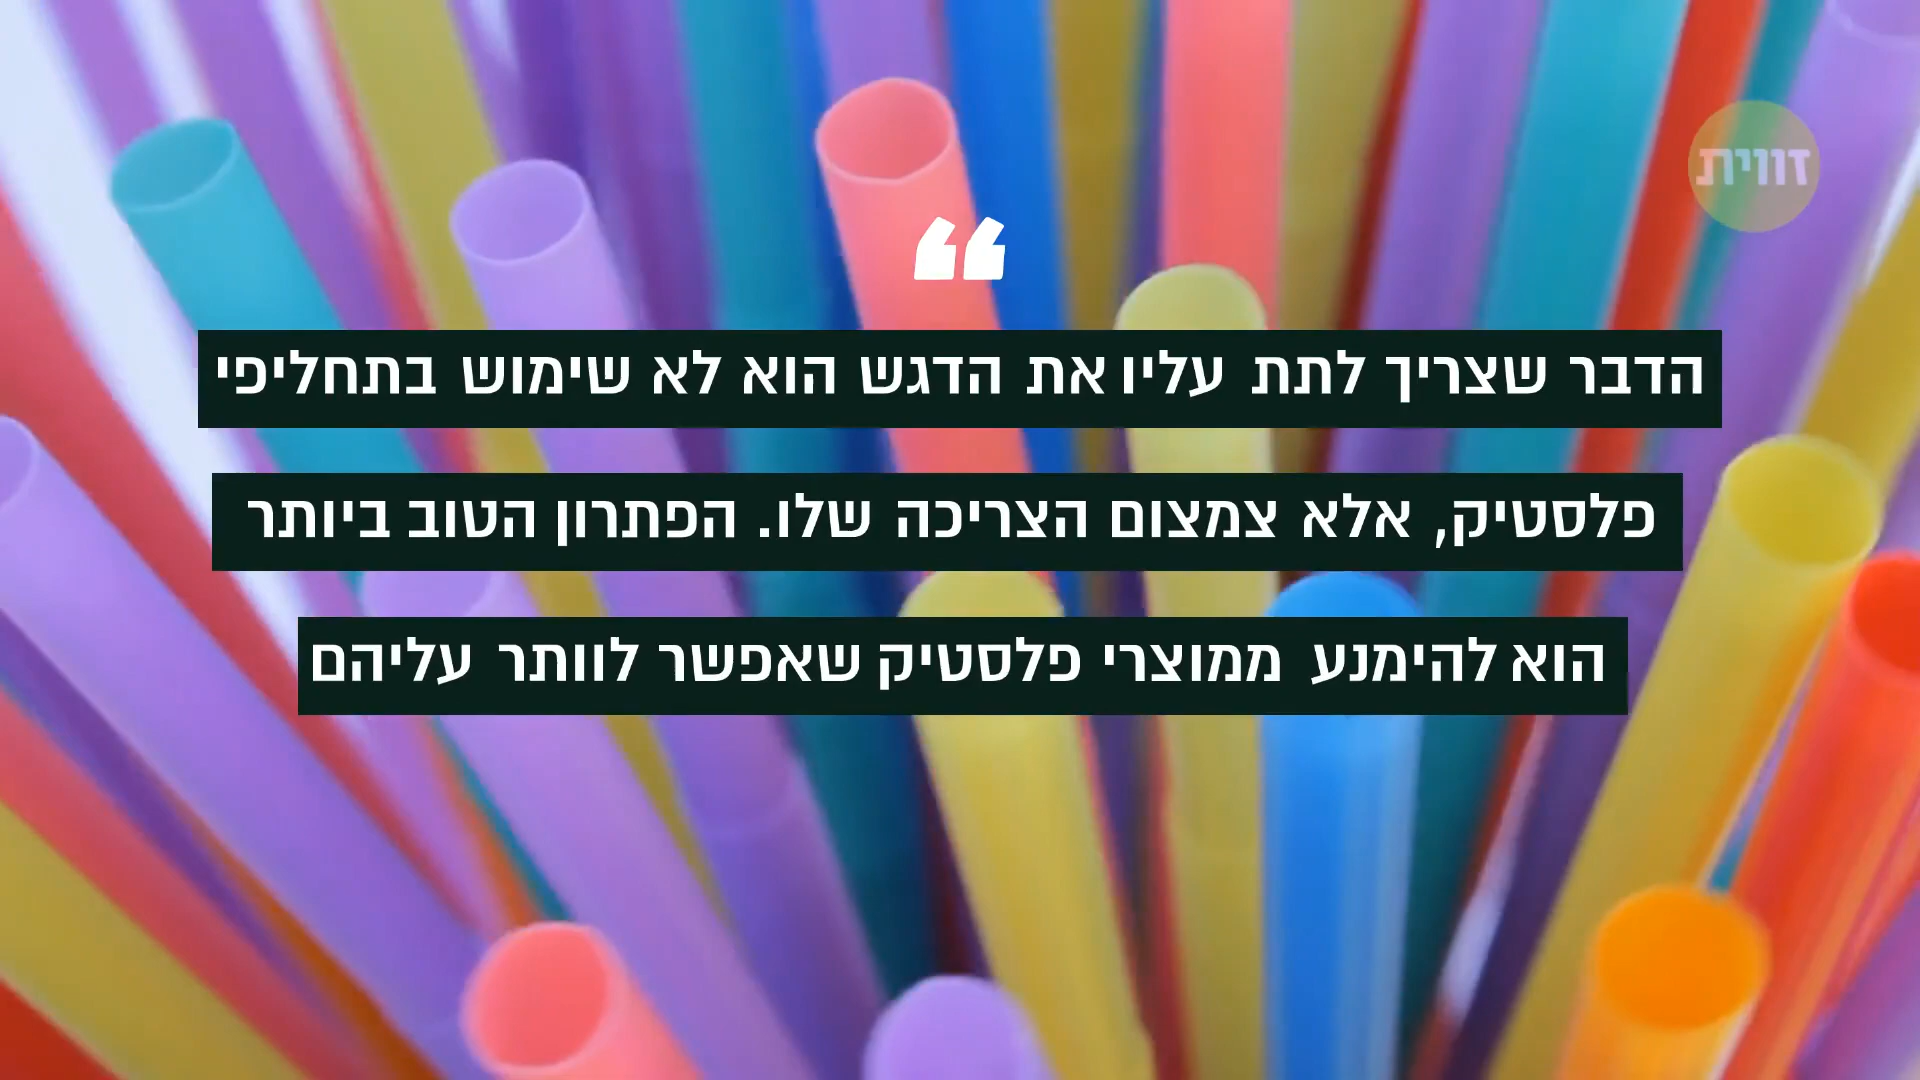 זווית
הדבר שצריך לתת עליו את הדגש הוא לא שימוש בתחליפי
פלסטיק, אלא צמצום הצריכה שלו. הפתרון הטוב ביותר
הוא להימנע ממוצרי פלסטיק שאפשר לוותר עליהם